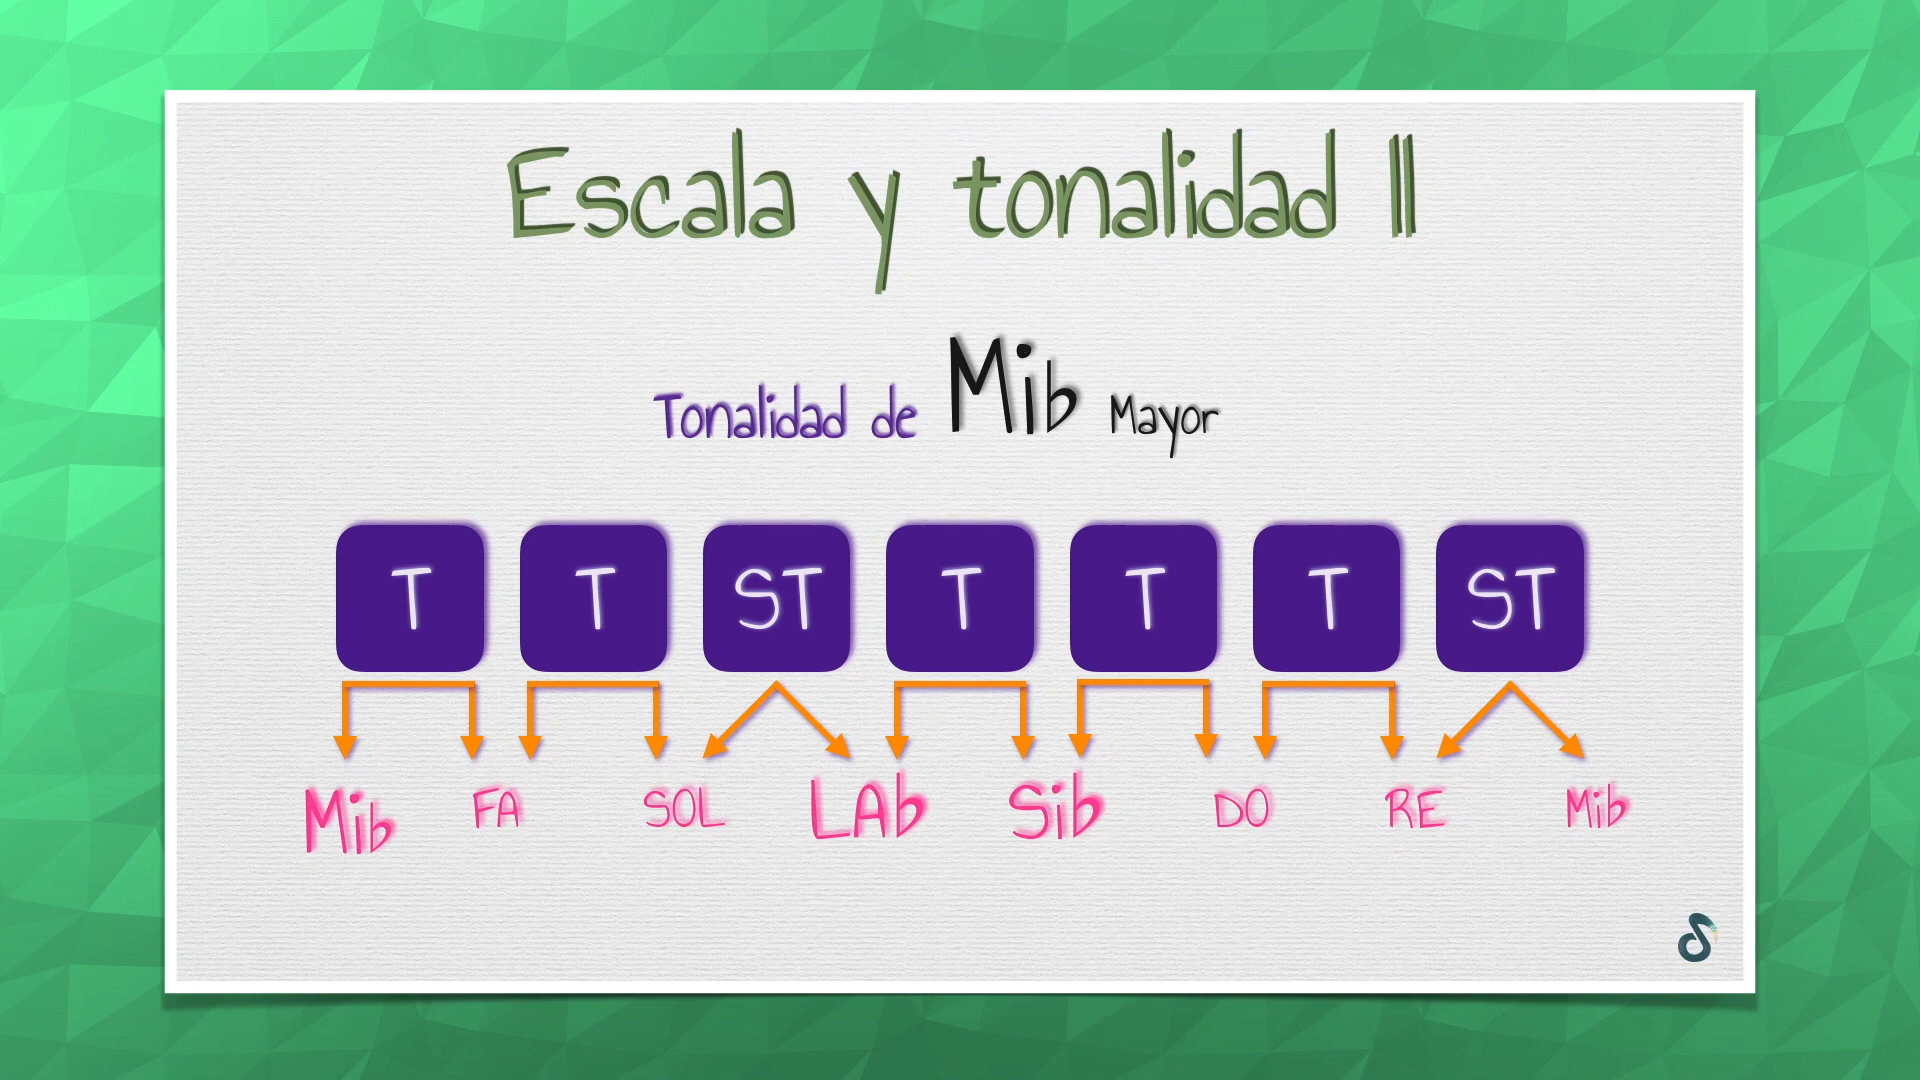 Escala y tonalidad II
Tonalidad de Mib Mayor
T T ST T T T ST
Mib FA SOL LAb Sib DO RE Mib